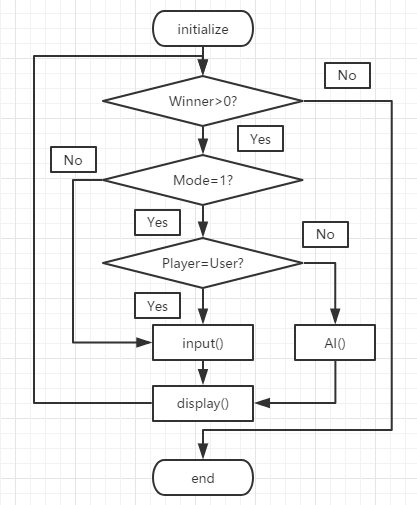 initialize
No
Winner>0?
Yes
No
Mode=1?
Yes
No
Player=User?
Yes
input()
AI()
display()
end